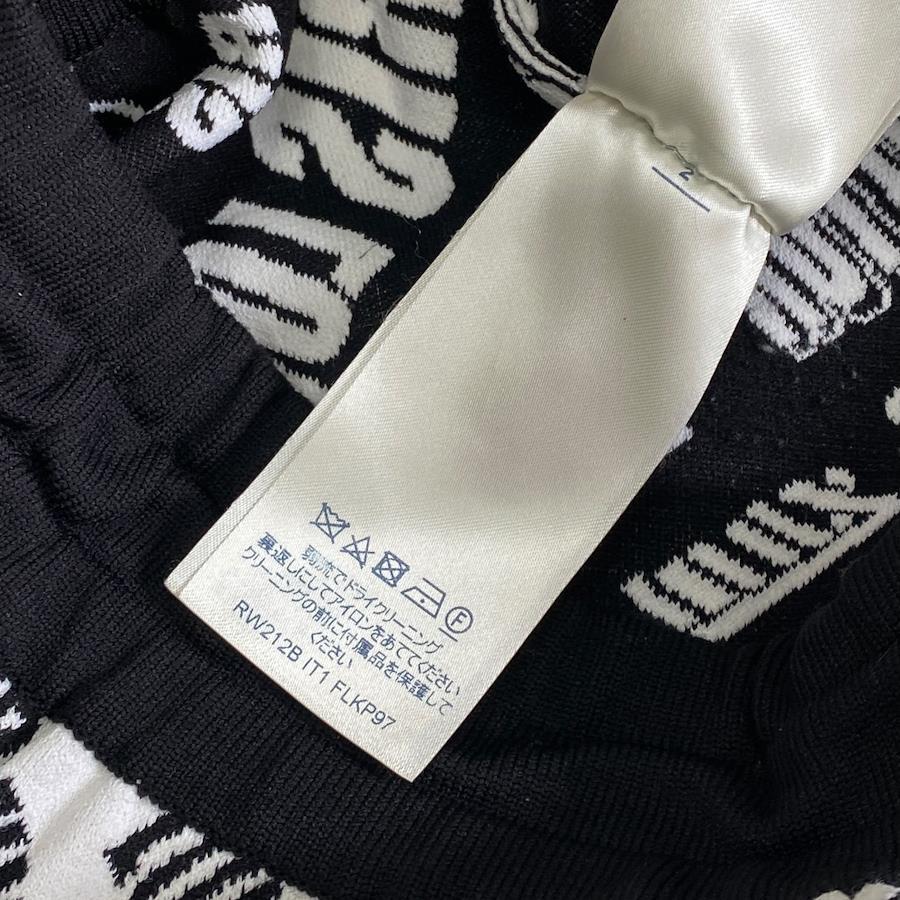 2
F
弱流でドライクリーニング
裏返しにしてアイロンをあててください
クリーニングの前に付属品を保護して
ください
RW212B IT1 FLKP97